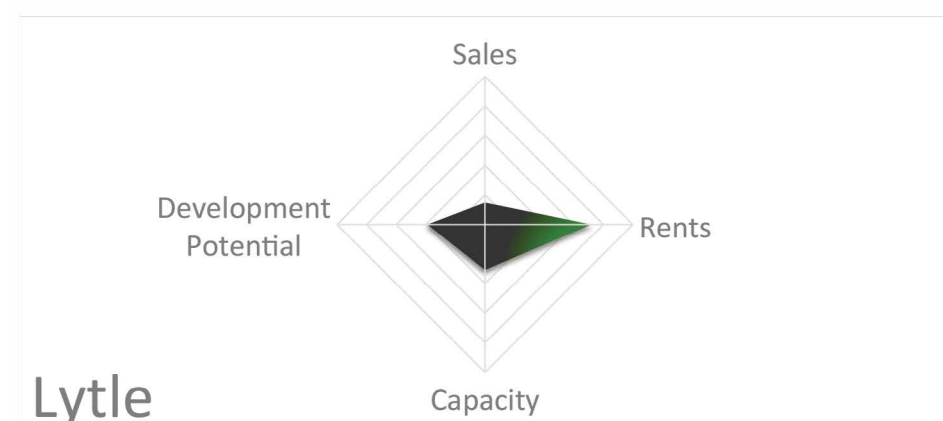 Sales
Development
Potential
Rents
Capacity
Lytle